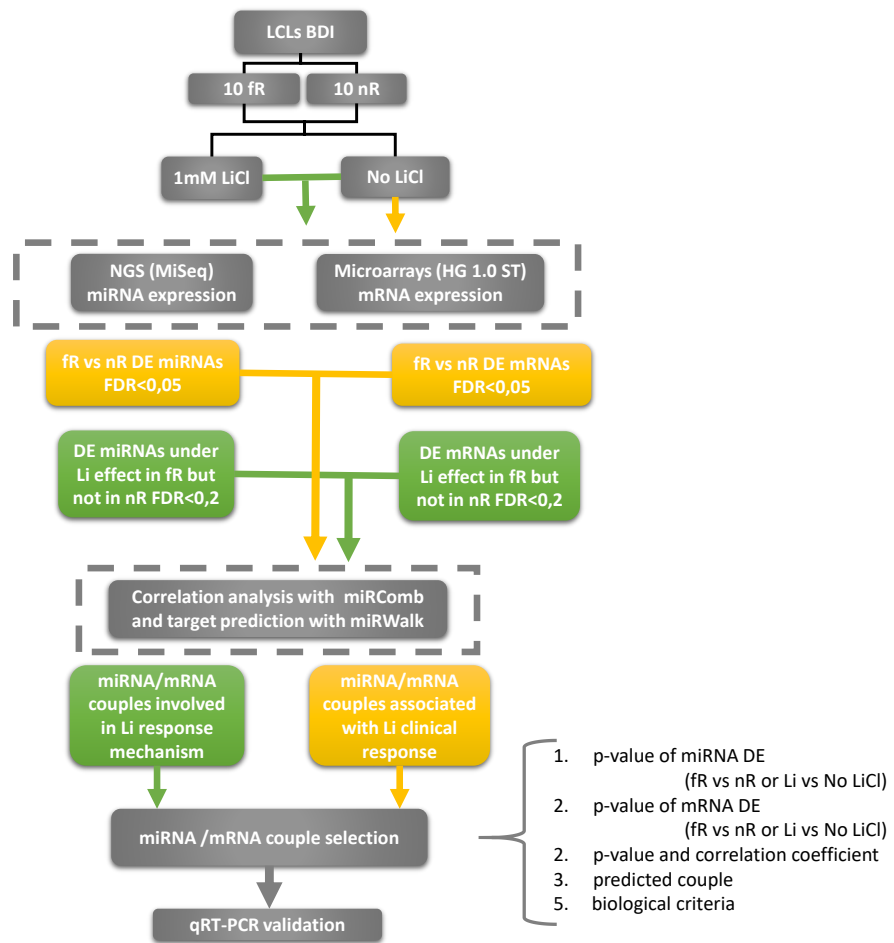 LCLs BDI
10 fR
10 nR
1mM LiCl
No LiCl
NGS (MiSeq)
miRNA expression
Microarrays (HG 1.0 ST)
mRNA expression
fR vs nR DE miRNAs
FDR<0,05
fR vs nR DE mRNAs
FDR<0,05
DE miRNAs under
Li effect in fR but
not in nR FDR<0,2
DE mRNAs under
Li effect in fR but
not in nR FDR<0,2
Correlation analysis with miRComb
and target prediction with miRWalk
miRNA/mRNA
couples involved
in Li response
mechanism
miRNA/mRNA
couples associated
with Li clinical
response
miRNA /mRNA couple selection
qRT-PCR validation
1. p-value of miRNA DE
(fR vs nR or Li vs No LiCl)
2. p-value of mRNA DE
(fR vs nR or Li vs No LiCl)
2. p-value and correlation coefficient
3. predicted couple
5. biological criteria